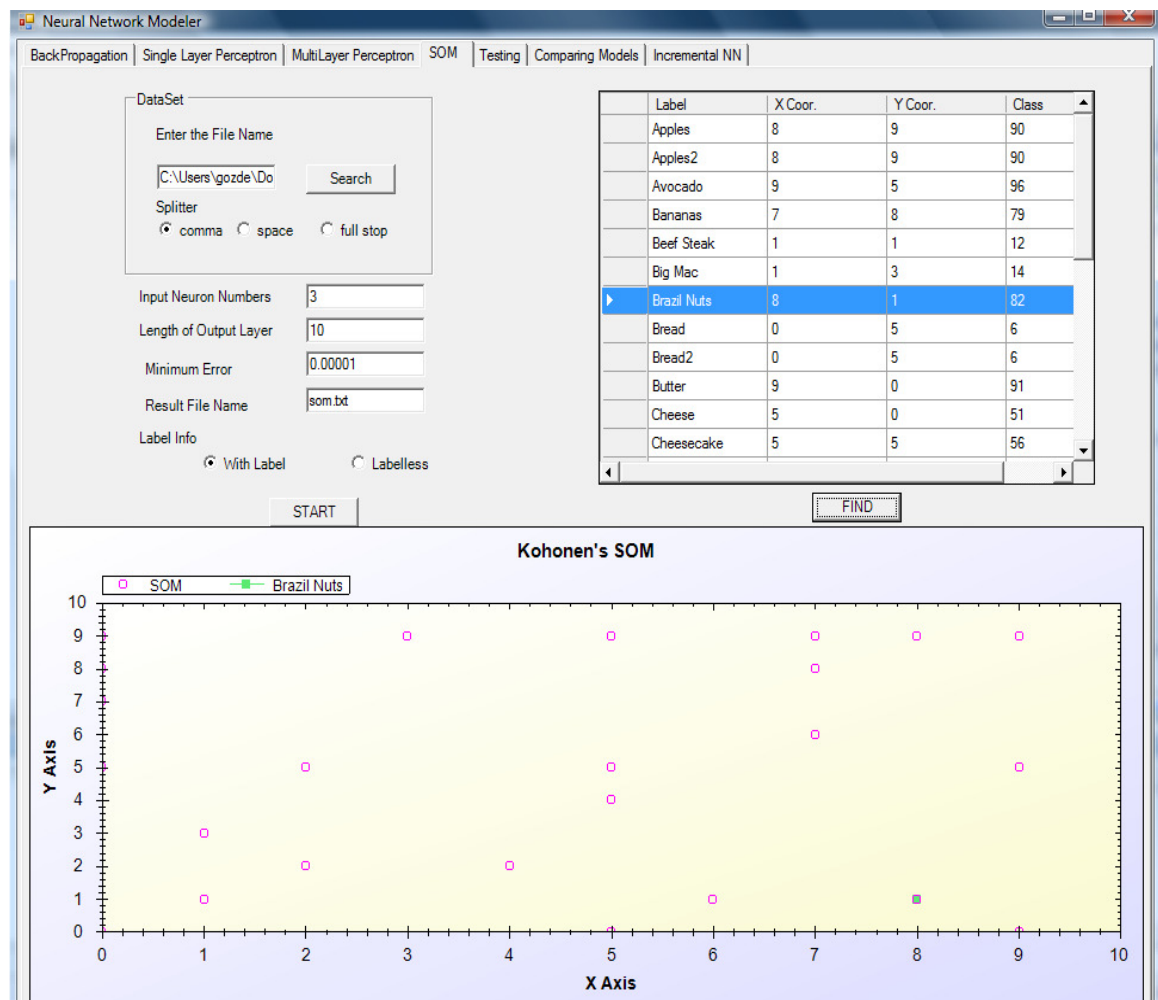 Neural Network Modeler
BackPropagation Single Layer Perceptron MultiLayer Perceptron SOM Testing Comparing Models Incremental NN
DataSet
Enter the File Name
C:\Users\gozde\Do Search
Splitter
comma space full stop
Input Neuron Numbers 3
Length of Output Layer 10
Minimum Error 0.00001
Result File Name som.txt
Label Info
With Label Labelless
START
Label X Coor. Y Coor. Class
Apples 8 9 90
Apples2 8 9 90
Avocado 9 5 96
Bananas 7 8 79
Beef Steak 1 1 12
Big Mac 1 3 14
Brazil Nuts 8 1 82
Bread 0 5 6
Bread2 0 5 6
Butter 9 0 91
Cheese 5 0 51
Cheesecake 5 5 56
FIND
Kohonen's SOM
SOM Brazil Nuts
10
9
8
7
6
5
4
3
2
1
0
Y Axis
0 1 2 3 4 5 6 7 8 9 10
X Axis